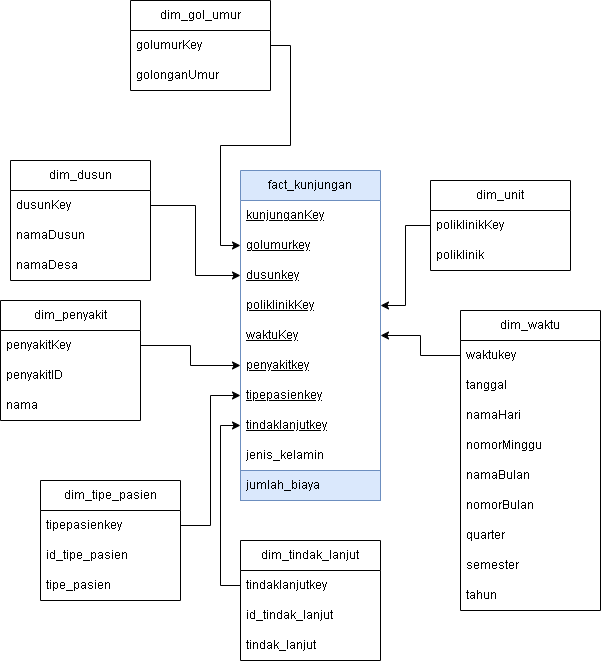 dim_gol_umur
golumurKey
golonganUmur
dim_dusun
dusunKey
namaDusun
namaDesa
fact_kunjungan
kunjunganKey
golumurkey
dusunkey
poliklinikKey
waktuKey
penyakitkey
tipepasienkey
tindaklanjutkey
jenis_kelamin
jumlah_biaya
dim_unit
poliklinikKey
poliklinik
dim_penyakit
penyakitKey
penyakitID
nama
dim_waktu
waktukey
tanggal
namaHari
nomorMinggu
namaBulan
nomorBulan
quarter
semester
tahun
dim_tipe_pasien
tipepasienkey
id_tipe_pasien
tipe_pasien
dim_tindak_lanjut
tindaklanjutkey
id_tindak_lanjut
tindak_lanjut